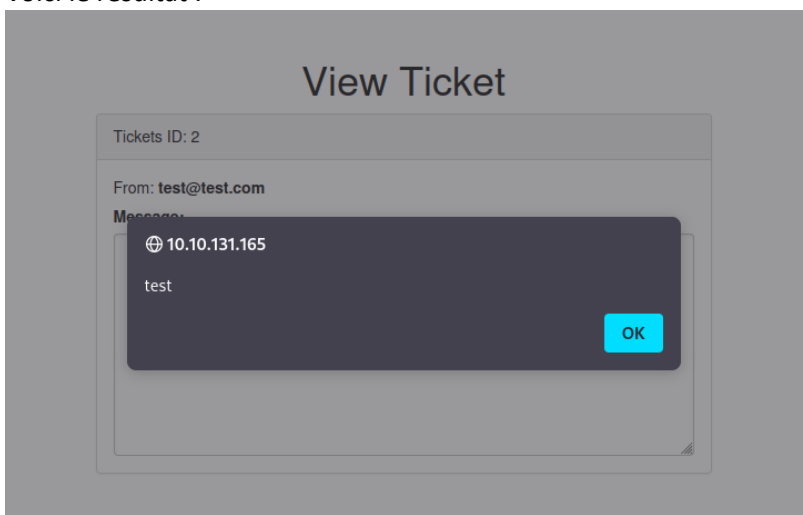 View Ticket
Tickets ID: 2
From: test@test.com
Message:
10.10.131.165
test
OK